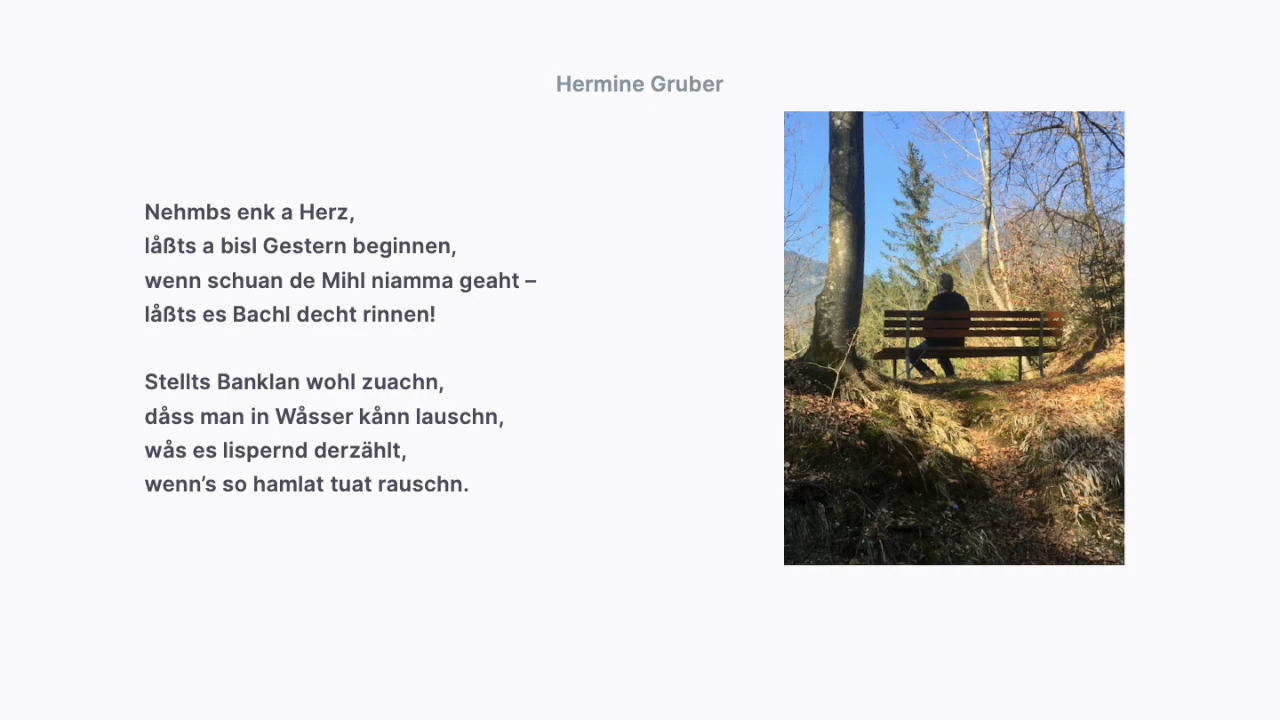 Hermine Gruber
Nehmbs enk a Herz,
låßts a bisl Gestern beginnen,
wenn schuan de Mihl niamma geaht –
låßts es Bachl decht rinnen!
Stellts Banklan wohl zuachn,
dåss man in Wåsser kånn lauschn,
wås es lispernd derzählt,
wenn’s so hamlat tuat rauschn.